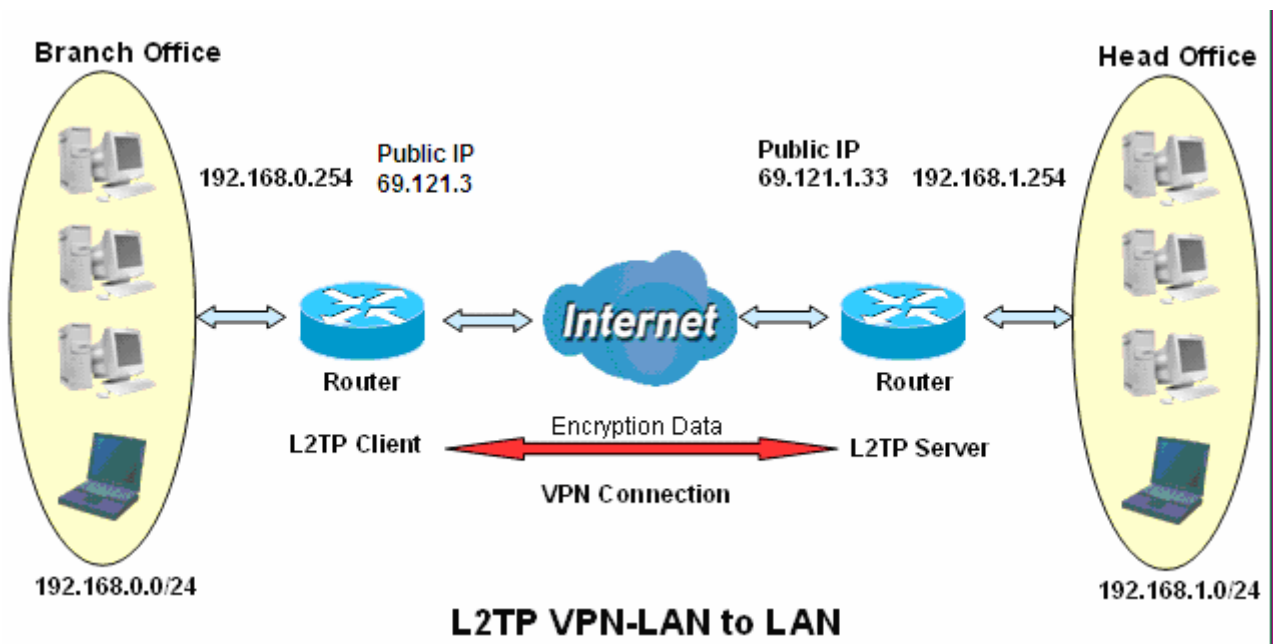 Branch Office
Head Office
192.168.0.254
Public IP
69.121.3
Public IP
69.121.1.33
192.168.1.254
Internet
Router
Router
L2TP Client
Encryption Data
L2TP Server
VPN Connection
192.168.0.0/24
192.168.1.0/24
L2TP VPN-LAN to LAN